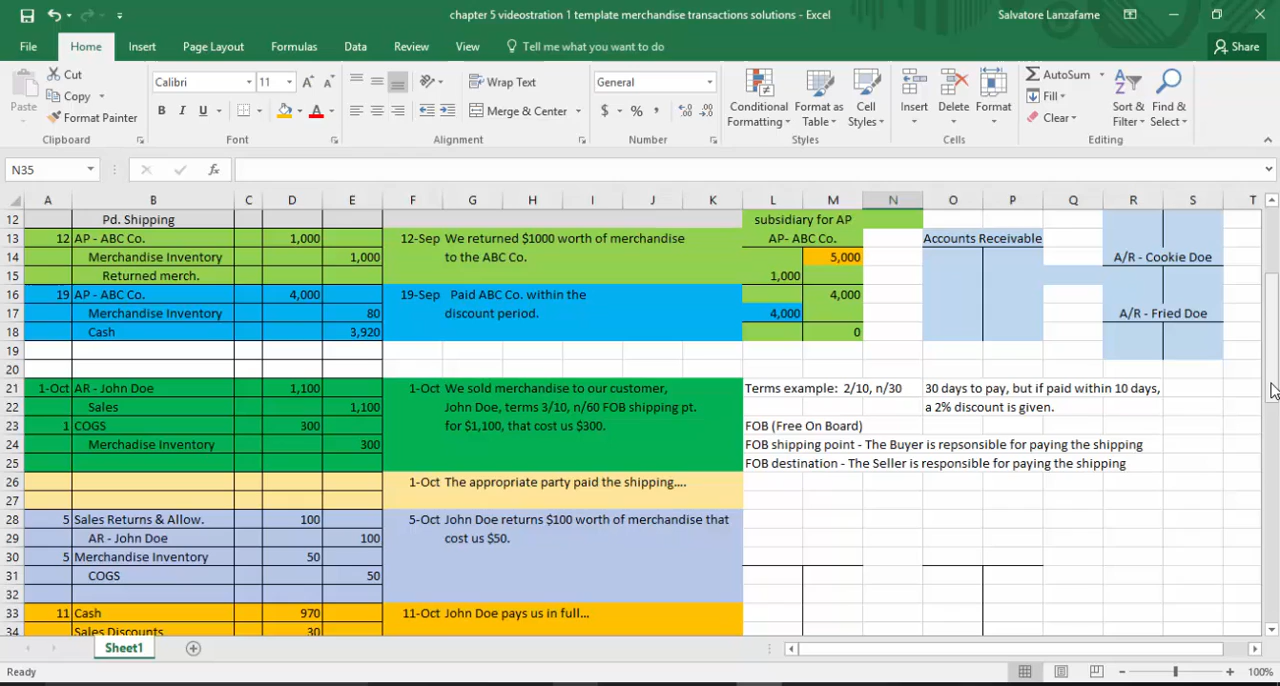 chapter 5 videostration 1 template merchandise transactions solutions - Excel
Salvatore Lanzafame
File Home Insert Page Layout Formulas Data Review View Tell me what you want to do Share
Cut
Copy
Format Painter
Paste
Clipboard
Calibri 11
B I U
Font
Wrap Text
Merge & Center
Alignment
General
$ % ,
Number
Conditional Formatting
Format as Table
Cell Styles
Styles
Insert Delete Format
Cells
AutoSum
Fill
Clear
Sort & Filter
Find & Select
Editing
N35 fx
A B C D E F G H I J K L M N O P Q R S T
12 Pd. Shipping subsidiary for AP
13 12 AP - ABC Co. 1,000 12-Sep We returned $1000 worth of merchandise AP- ABC Co. Accounts Receivable
14 Merchandise Inventory 1,000 to the ABC Co. 5,000 A/R - Cookie Doe
15 Returned merch. 1,000
16 19 AP - ABC Co. 4,000 19-Sep Paid ABC Co. within the 4,000
17 Merchandise Inventory 80 discount period. 4,000 A/R - Fried Doe
18 Cash 3,920 0
19
20
21 1-Oct AR - John Doe 1,100 1-Oct We sold merchandise to our customer, Terms example: 2/10, n/30 30 days to pay, but if paid within 10 days,
22 Sales 1,100 John Doe, terms 3/10, n/60 FOB shipping pt. a 2% discount is given.
23 1 COGS 300 for $1,100, that cost us $300. FOB (Free On Board)
24 Merchadise Inventory 300 FOB shipping point - The Buyer is repsonsible for paying the shipping
25 FOB destination - The Seller is responsible for paying the shipping
26 1-Oct The appropriate party paid the shipping....
27
28 5 Sales Returns & Allow. 100 5-Oct John Doe returns $100 worth of merchandise that
29 AR - John Doe 100 cost us $50.
30 5 Merchandise Inventory 50
31 COGS 50
32
33 11 Cash 970 11-Oct John Doe pays us in full...
34 Sales Discounts 30
Sheet1
Ready 100%